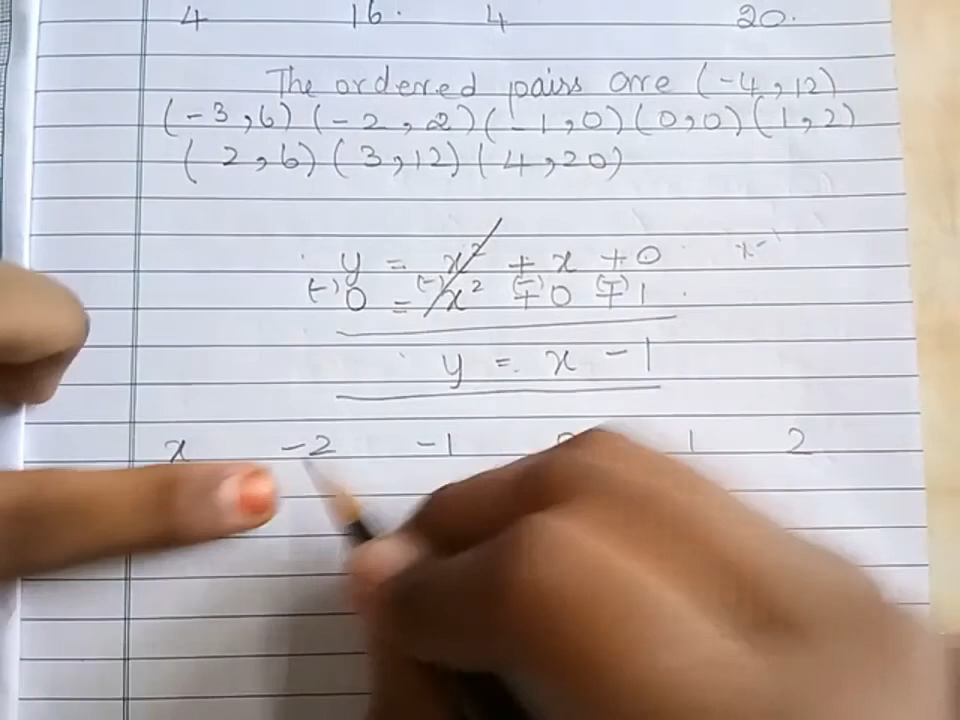 4 16. 4 20.
The ordered pairs are (-4,12)
(-3,6) (-2,2) (-1,0) (0,0) (1,2)
(2,6) (3,12) (4,20)
y = x² + x + 0 x-1
(-) 0 = (-) x² (-)+ 0 (-)+ 1
y = x - 1
x -2 -1 1 2